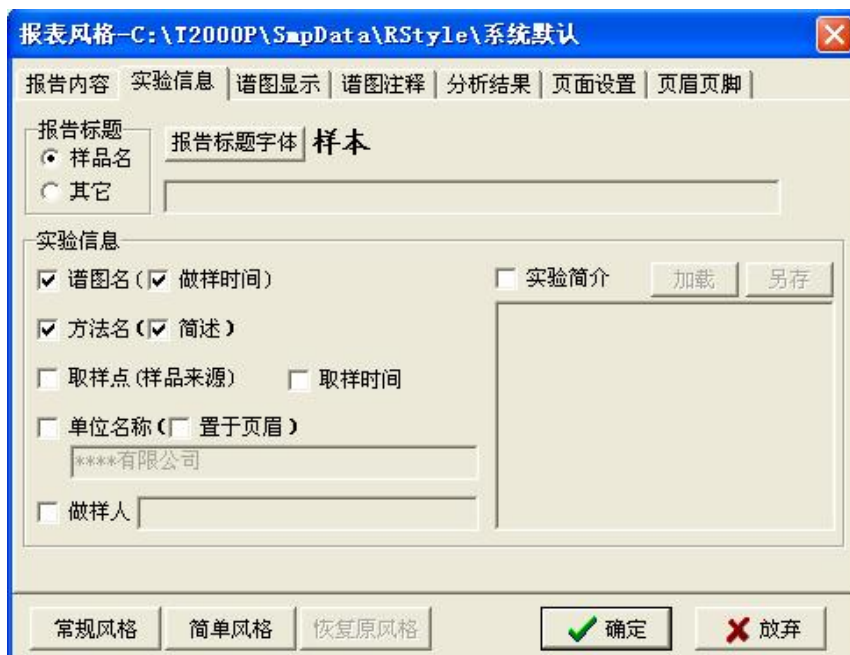 报表风格-C:\T2000P\SmpData\RStyle\系统默认
报告内容 实验信息 谱图显示 谱图注释 分析结果 页面设置 页眉页脚
报告标题
样品名
报告标题字体 样本
其它
实验信息
谱图名(做样时间) 实验简介 加载 另存
方法名(简述)
取样点(样品来源) 取样时间
单位名称(置于页眉)
****有限公司
做样人
常规风格 简单风格 恢复原风格 确定 放弃